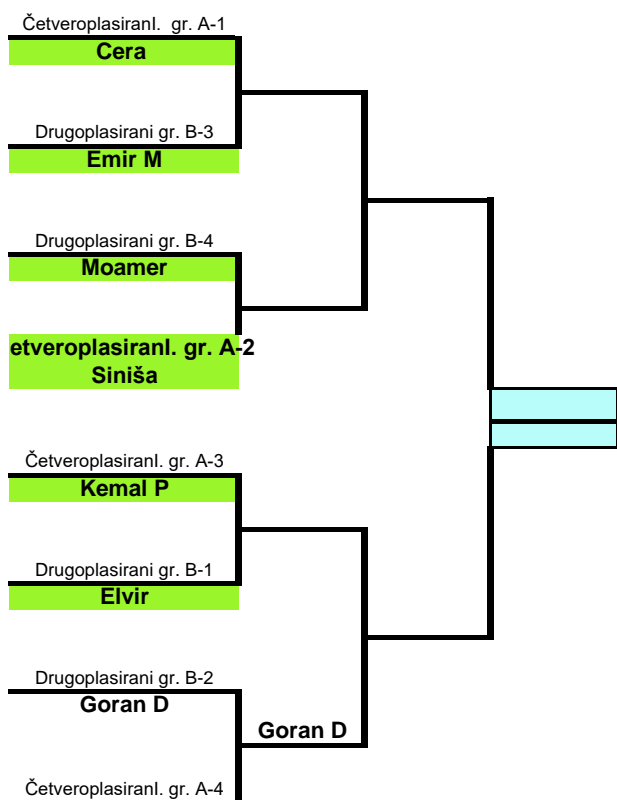 Četveroplasiranl. gr. A-1
Cera
Drugoplasirani gr. B-3
Emir M
Drugoplasirani gr. B-4
Moamer
etveroplasiranl. gr. A-2
Siniša
Četveroplasiranl. gr. A-3
Kemal P
Drugoplasirani gr. B-1
Elvir
Drugoplasirani gr. B-2
Goran D
Goran D
Četveroplasiranl. gr. A-4